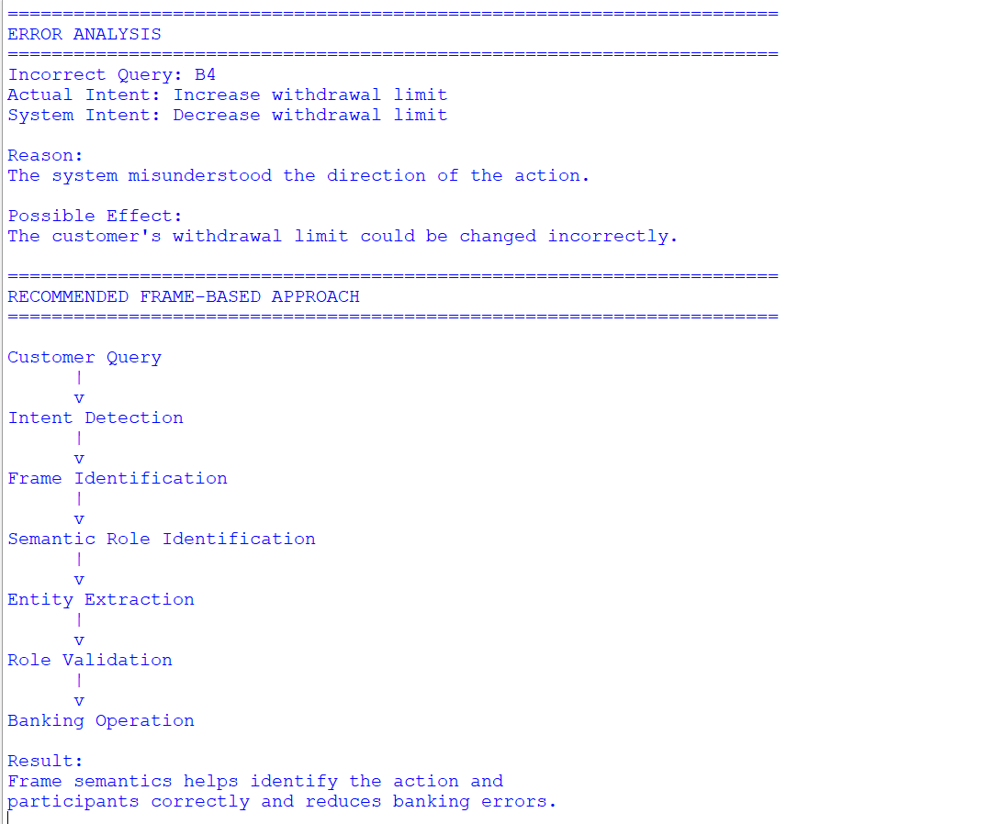 ======================================================================
ERROR ANALYSIS
======================================================================
Incorrect Query: B4
Actual Intent: Increase withdrawal limit
System Intent: Decrease withdrawal limit

Reason:
The system misunderstood the direction of the action.

Possible Effect:
The customer's withdrawal limit could be changed incorrectly.

======================================================================
RECOMMENDED FRAME-BASED APPROACH
======================================================================

Customer Query
      |
      v
Intent Detection
      |
      v
Frame Identification
      |
      v
Semantic Role Identification
      |
      v
Entity Extraction
      |
      v
Role Validation
      |
      v
Banking Operation

Result:
Frame semantics helps identify the action and
participants correctly and reduces banking errors.